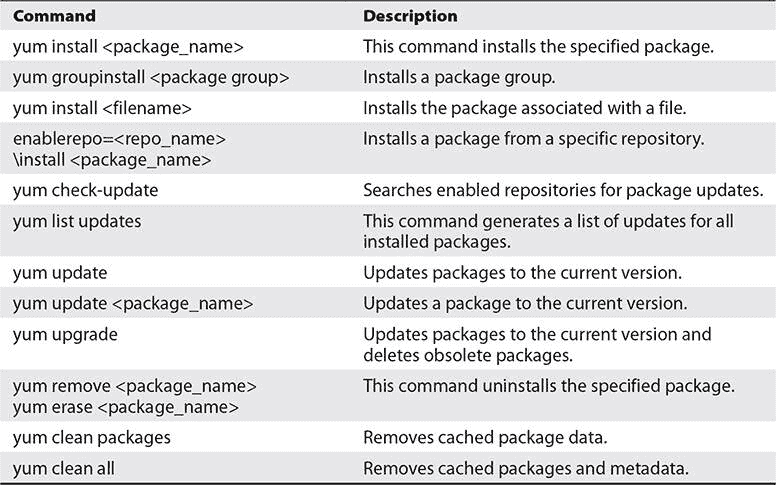 Command Description
yum install <package_name> This command installs the specified package.
yum groupinstall <package group> Installs a package group.
yum install <filename> Installs the package associated with a file.
enablerepo=<repo_name> Installs a package from a specific repository.
\install <package_name>
yum check-update Searches enabled repositories for package updates.
yum list updates This command generates a list of updates for all
installed packages.
yum update Updates packages to the current version.
yum update <package_name> Updates a package to the current version.
yum upgrade Updates packages to the current version and
deletes obsolete packages.
yum remove <package_name> This command uninstalls the specified package.
yum erase <package_name>
yum clean packages Removes cached package data.
yum clean all Removes cached packages and metadata.